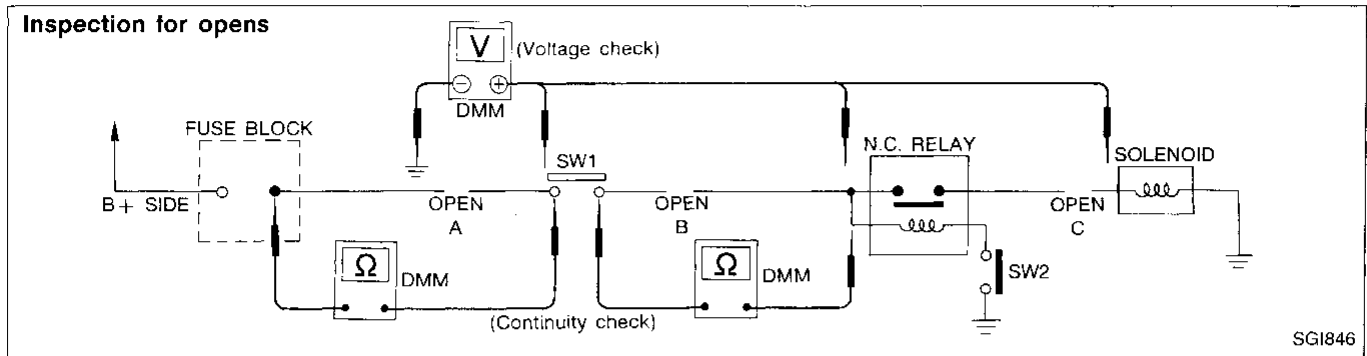 Inspection for opens
V
(Voltage check)
− +
DMM
FUSE BLOCK
N.C. RELAY
SOLENOID
SW1
B+ SIDE
OPEN
A
OPEN
B
OPEN
C
Ω
DMM
Ω
DMM
SW2
(Continuity check)
SGI846